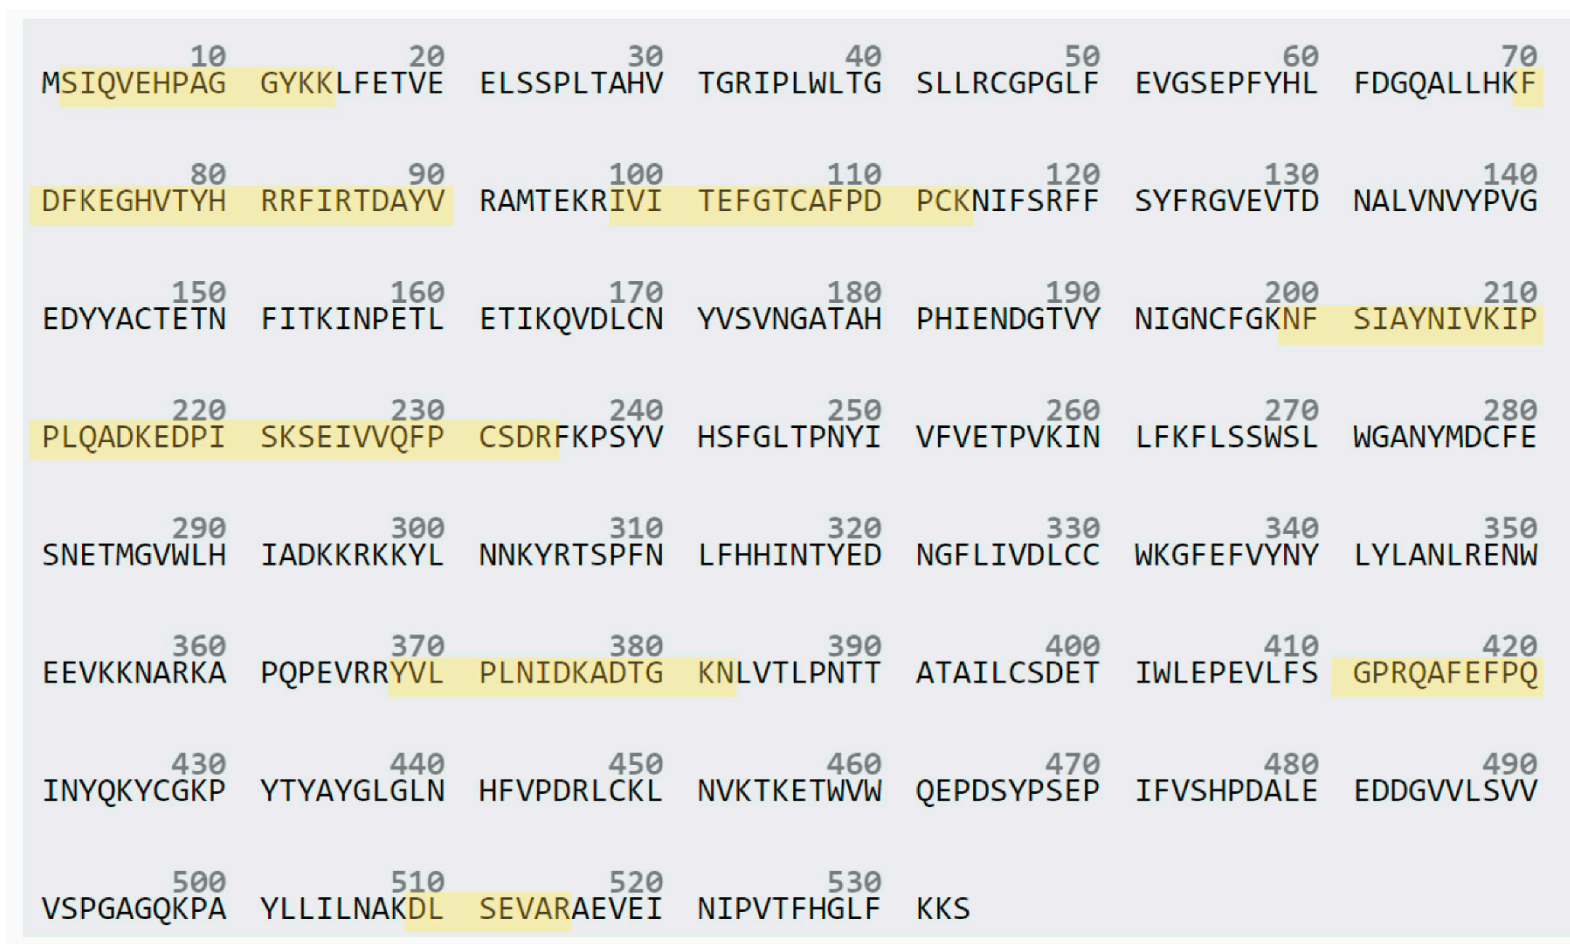 10 20 30 40 50 60 70
MSIQVEHPAG GYKKLFETVE ELSSPLTAHV TGRIPLWLTG SLLRCGPGLF EVGSEPFYHL FDGQALLHKF
80 90 100 110 120 130 140
DFKEGHVTYH RRFIRTDAYV RAMTEKRIVI TEFGTCAFPD PCKNIFSRFF SYFRGVEVTD NALVNVYPVG
150 160 170 180 190 200 210
EDYYACTETN FITKINPETL ETIKQVDLCN YVSVNGATAH PHIENDGTVY NIGNCFGKNF SIAYNIVKIP
220 230 240 250 260 270 280
PLQADKEDPI SKSEIVVQFP CSDRFKPSYV HSFGLTPNYI VFVETPVKIN LFKFLSSWSL WGANYMDCFE
290 300 310 320 330 340 350
SNETMGVWLH IADKKRKKYL NNKYRTSPFN LFHHINTYED NGFLIVDLCC WKGFEFVYNY LYLANLRENW
360 370 380 390 400 410 420
EEVKKNARKA PQPEVRRYVL PLNIDKADTG KNLVTLPNTT ATAILCSDET IWLEPEVLFS GPRQAFEFPQ
430 440 450 460 470 480 490
INYQKYCGKP YTYAYGLGLN HFVPDRLCKL NVKTKETWVW QEPDSYPSEP IFVSHPDALE EDDGVVLSVV
500 510 520 530
VSPGAGQKPA YLLILNAKDL SEVARAEVEI NIPVTFHGLF KKS